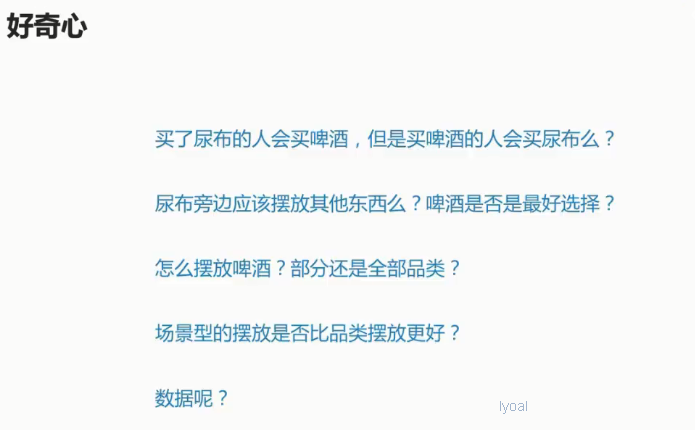 好奇心
买了尿布的人会买啤酒，但是买啤酒的人会买尿布么？
尿布旁边应该摆放其他东西么？啤酒是否是最好选择？
怎么摆放啤酒？部分还是全部品类？
场景型的摆放是否比品类摆放更好？
数据呢？
lyoal